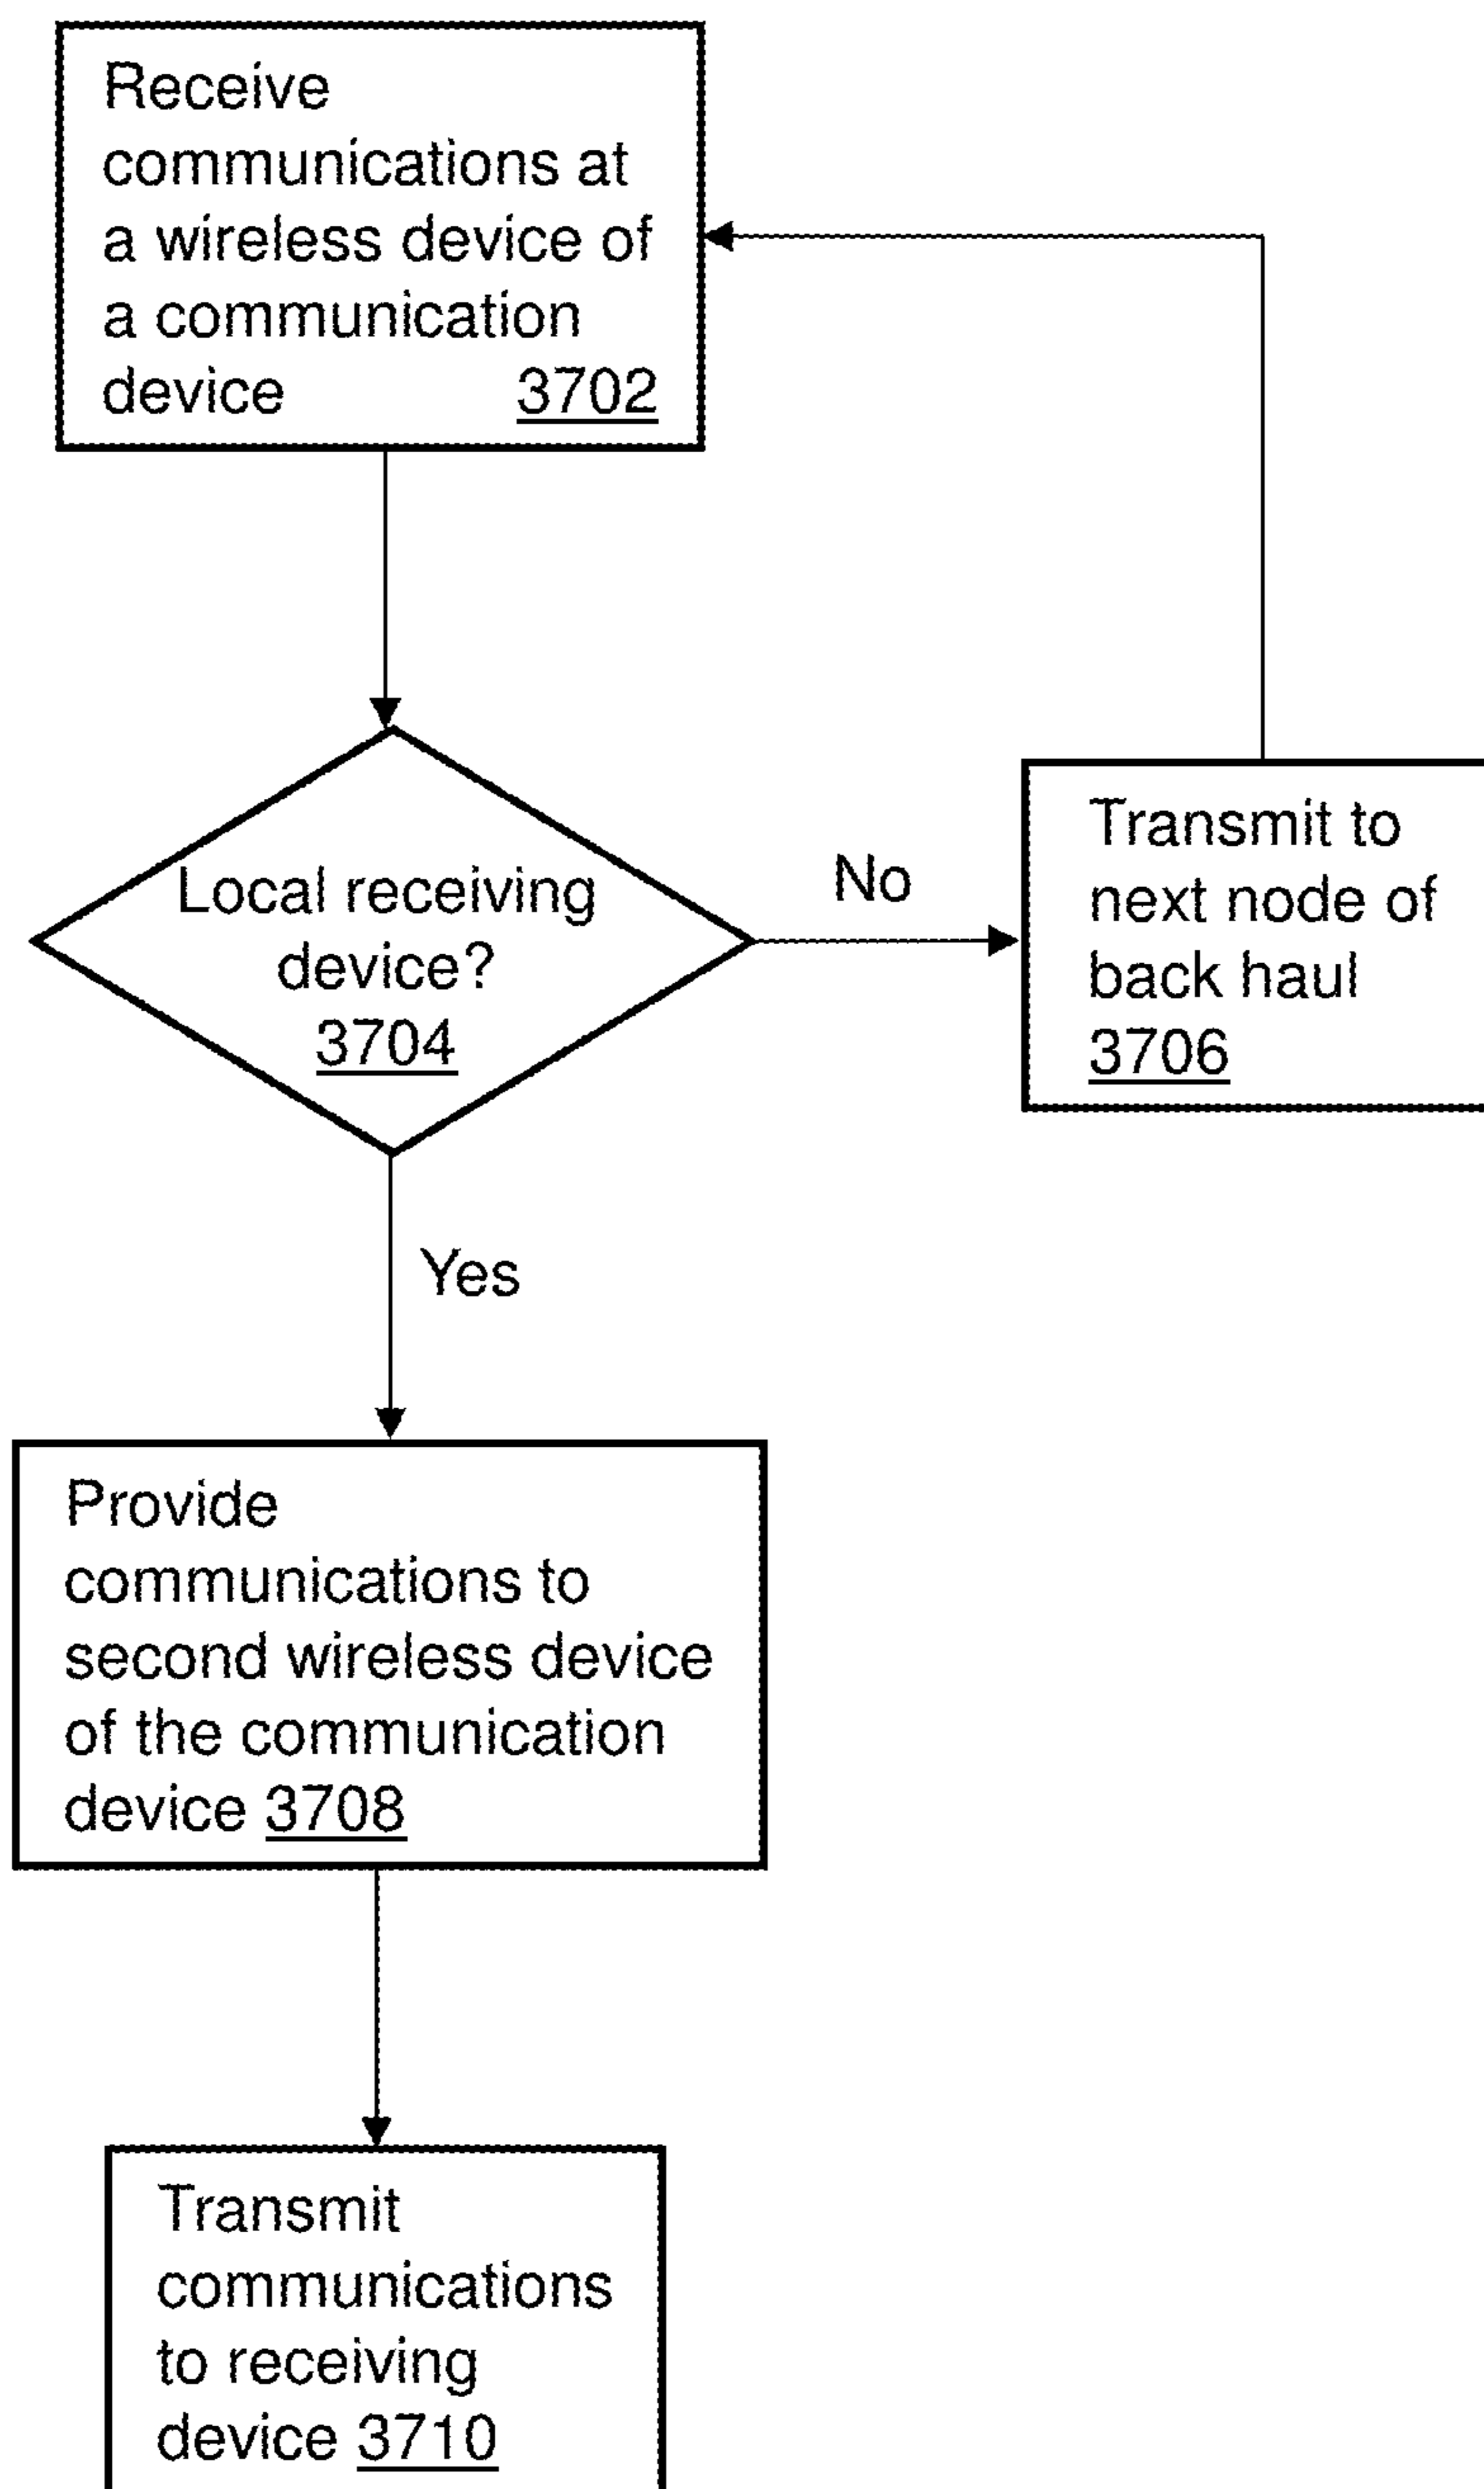 Receive
communications at
a wireless device of
a communication
device 3702
Local receiving
device?
3704
No
Transmit to
next node of
back haul
3706
Yes
Provide
communications to
second wireless device
of the communication
device 3708
Transmit
communications
to receiving
device 3710